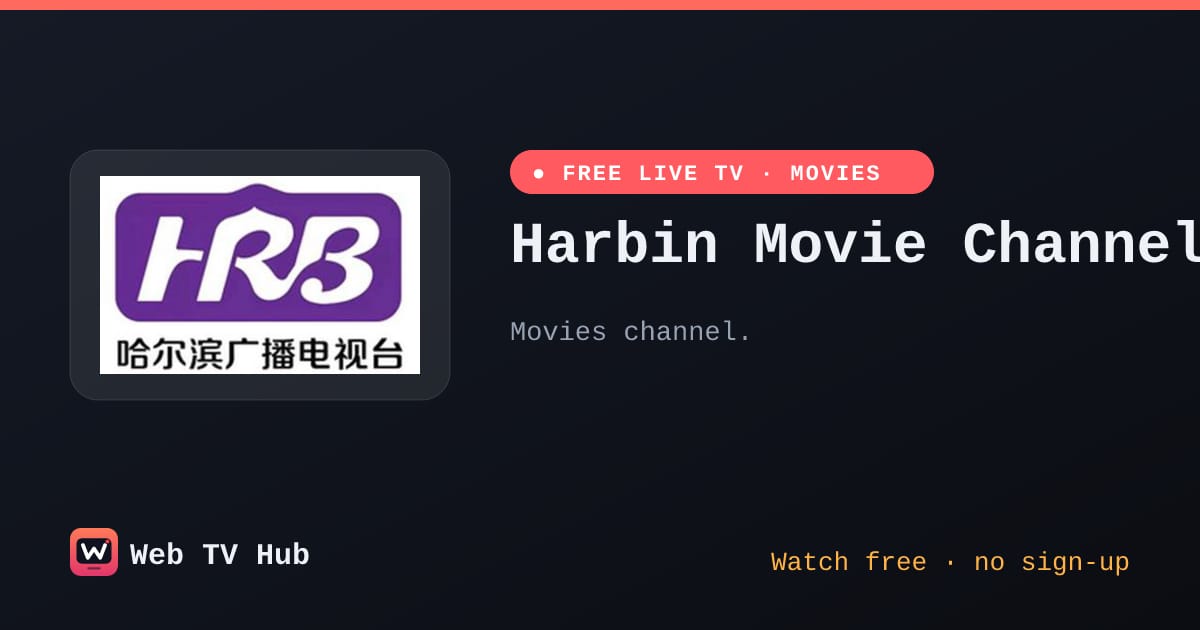 HRB
哈尔滨广播电视台
● FREE LIVE TV · MOVIES
Harbin Movie Channel
Movies channel.
W
Web TV Hub
Watch free · no sign-up